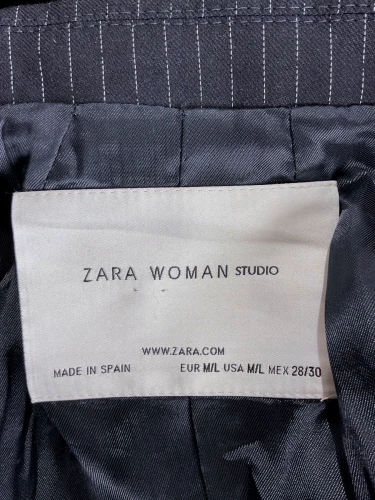 ZARA WOMAN STUDIO
WWW.ZARA.COM
MADE IN SPAIN EUR M/L USA M/L MEX 28/30